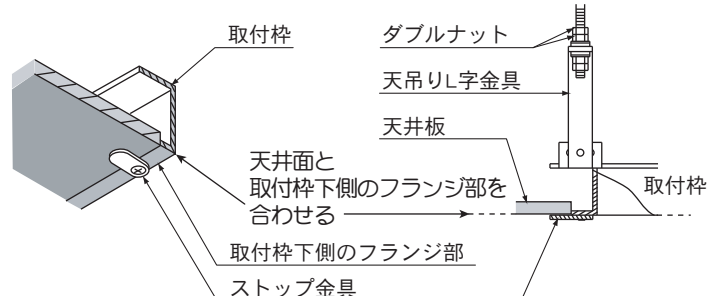 取付枠
ダブルナット
天吊りL字金具
天井板
天井面と
取付枠下側のフランジ部を
合わせる
取付枠
取付枠下側のフランジ部
ストップ金具